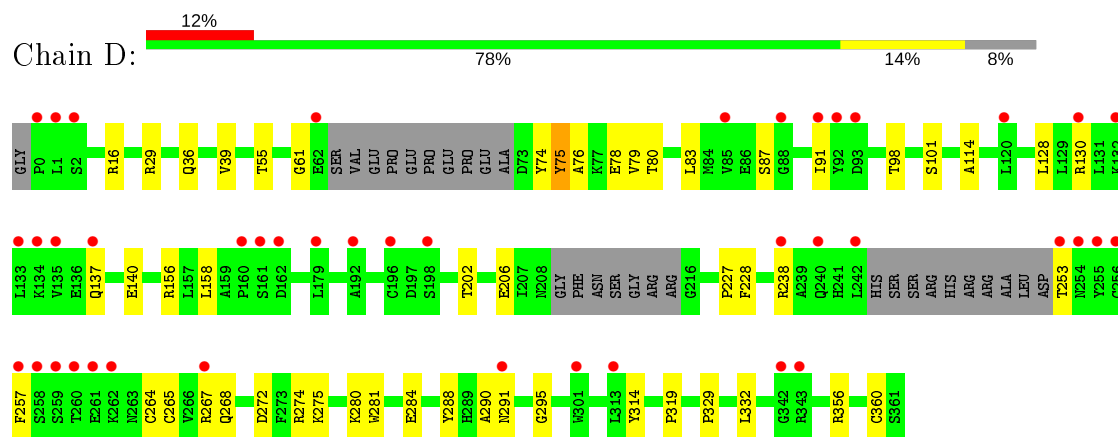 12%
Chain D:
78% 14% 8%
GLY P0 L1 S2 R16 R29 Q36 V39 T55 G61 E62 SER VAL GLU PRO GLU PRO GLU PRO GLU ALA D73 Y74 Y75 A76 K77 E78 V79 T80 L83 M84 V85 E86 S87 G88 I91 Y92 D93 T98 S101 A114 L120 L128 L129 R130 L131 K132
L133 K134 V135 E136 Q137 E140 R156 L157 L158 A159 P160 S161 D162 L179 A192 C196 D197 S198 T202 E206 I207 N208 GLY PHE ASN SER GLY ARG ARG G216 P227 F228 R238 A239 Q240 H241 L242 HIS SER SER ARG HIS ARG ARG ALA LEU ASP T253 N254 Y255 G256
F257 S258 S259 T260 E261 K262 N263 C264 C265 V266 R267 Q268 D272 F273 R274 K275 K280 W281 E284 Y288 H289 A290 N291 G295 W301 L313 Y314 P319 P329 L332 G342 R343 R356 C360 S361